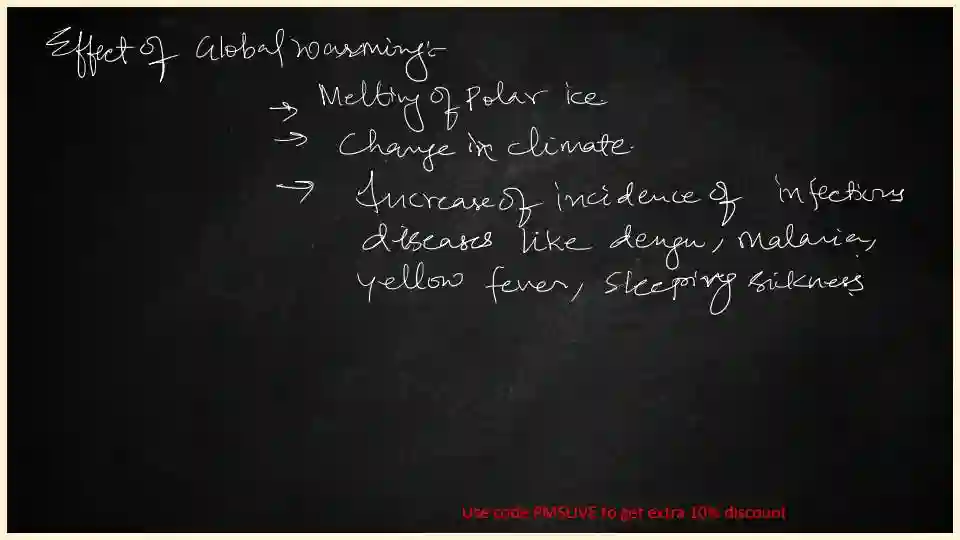 Effect of Global warming:-
→ Melting of Polar ice
→ Change in climate.
→ Increase of incidence of infectious
diseases like dengu, malaria,
yellow fever, sleeping sickness
Use code PMSLIVE to get extra 10% discount